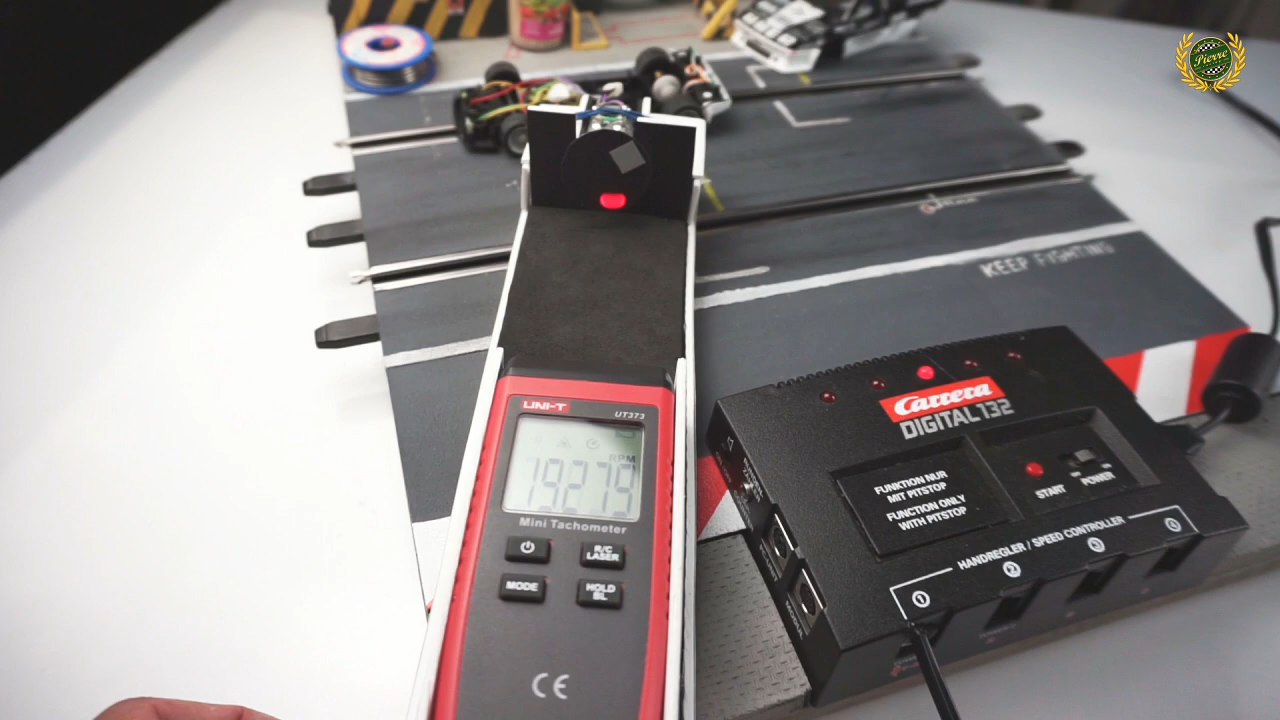 Pierre
KEEP FIGHTING
UNI-T
UT373
RPM
19279
Mini Tachometer
R/C
LASER
MODE
HOLD
BL
CE
Carrera
DIGITAL 132
FUNKTION NUR
MIT PITSTOP
FUNCTION ONLY
WITH PITSTOP
START
POWER
HANDREGLER / SPEED CONTROLLER
1
2
3
4